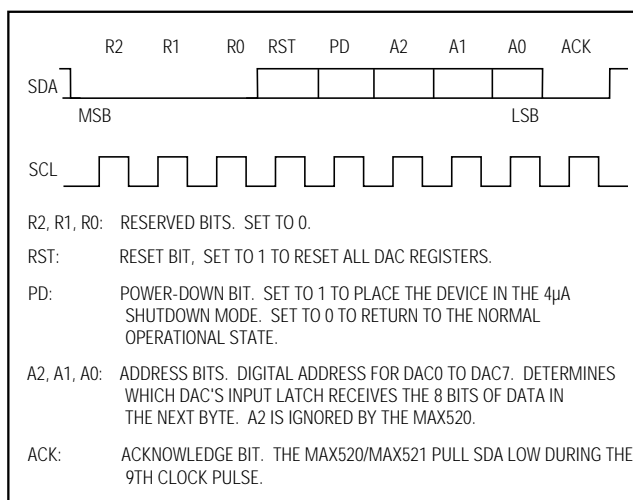 R2 R1 R0 RST PD A2 A1 A0 ACK
SDA
MSB LSB
SCL
R2, R1, R0: RESERVED BITS. SET TO 0.
RST: RESET BIT, SET TO 1 TO RESET ALL DAC REGISTERS.
PD: POWER-DOWN BIT. SET TO 1 TO PLACE THE DEVICE IN THE 4µA
SHUTDOWN MODE. SET TO 0 TO RETURN TO THE NORMAL
OPERATIONAL STATE.
A2, A1, A0: ADDRESS BITS. DIGITAL ADDRESS FOR DAC0 TO DAC7. DETERMINES
WHICH DAC'S INPUT LATCH RECEIVES THE 8 BITS OF DATA IN
THE NEXT BYTE. A2 IS IGNORED BY THE MAX520.
ACK: ACKNOWLEDGE BIT. THE MAX520/MAX521 PULL SDA LOW DURING THE
9TH CLOCK PULSE.